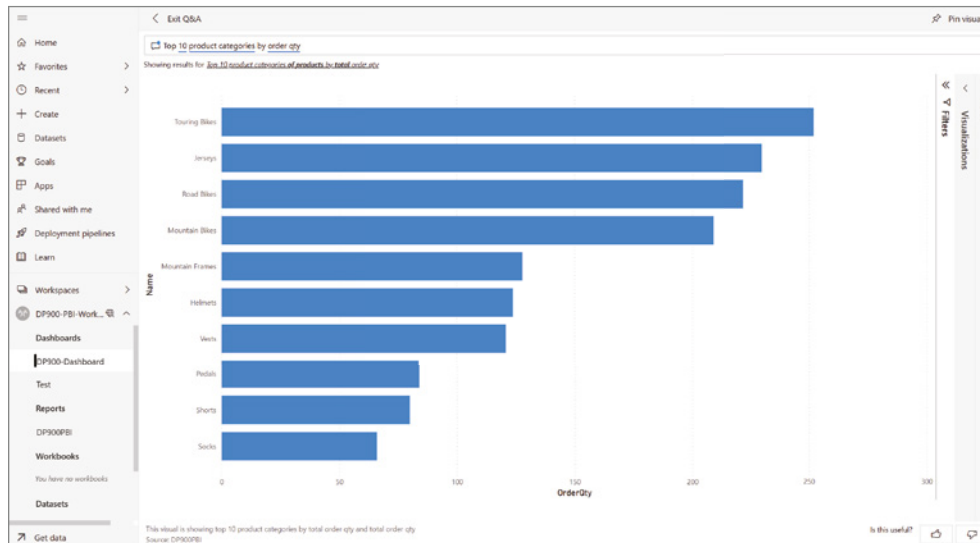 Exit Q&A
Pin visua
Top 10 product categories by order qty
Showing results for Top 10 product categories of products by total order qty
Home
Favorites
Recent
Create
Datasets
Goals
Apps
Shared with me
Deployment pipelines
Learn
Workspaces
DP900-PBI-Work...
Dashboards
DP900-Dashboard
Test
Reports
DP900PBI
Workbooks
You have no workbooks
Datasets
Get data
Name
Touring Bikes
Jerseys
Road Bikes
Mountain Bikes
Mountain Frames
Helmets
Vests
Pedals
Shorts
Socks
0 50 100 150 200 250 300
OrderQty
Filters
Visualizations
This visual is showing top 10 product categories by total order qty and total order qty
Source: DP900PBI
Is this useful?